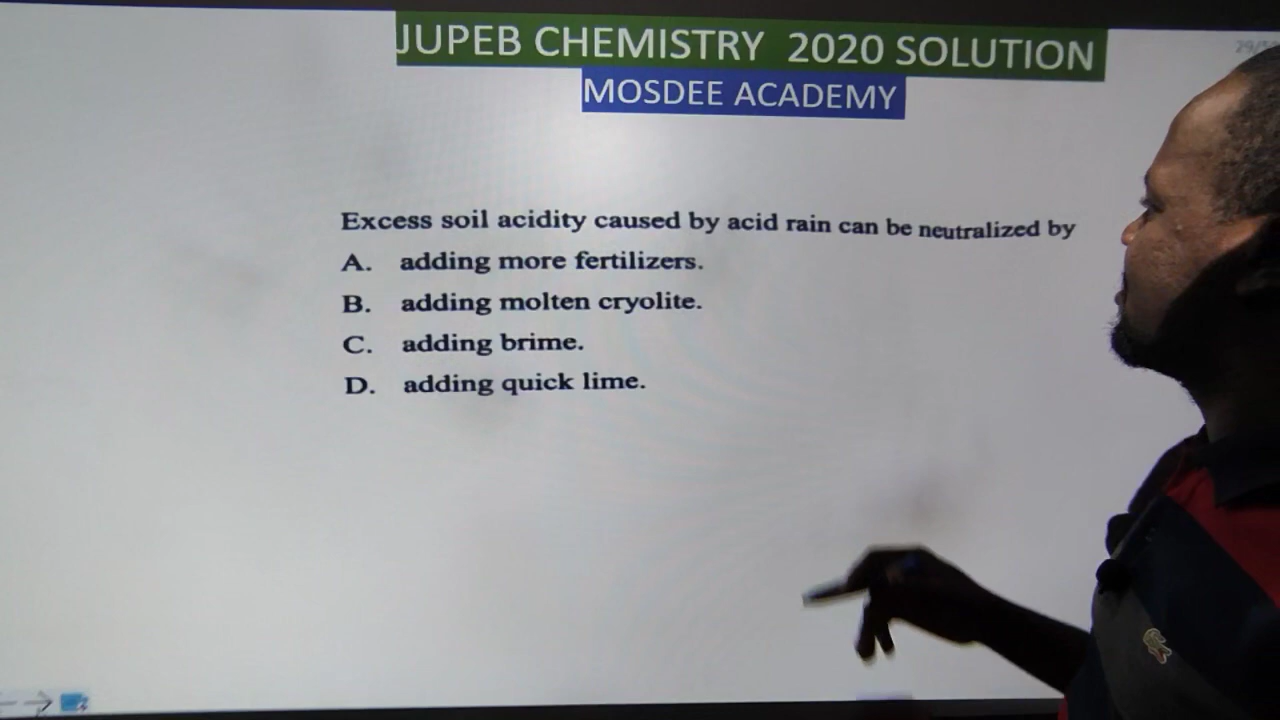 JUPEB CHEMISTRY 2020 SOLUTION
MOSDEE ACADEMY
Excess soil acidity caused by acid rain can be neutralized by
A. adding more fertilizers.
B. adding molten cryolite.
C. adding brime.
D. adding quick lime.